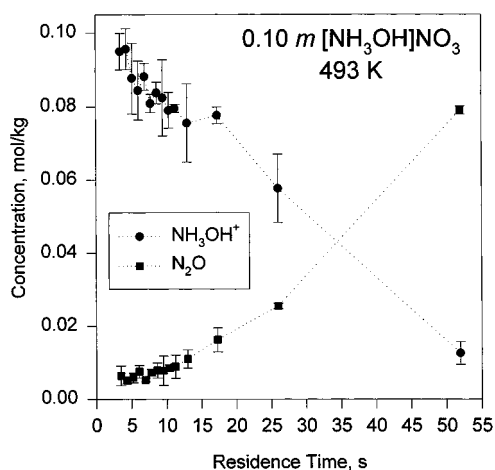 0.10 m [NH₃OH]NO₃
493 K
Concentration, mol/kg
0.10
0.08
0.06
0.04
0.02
0.00
NH₃OH⁺
N₂O
0 5 10 15 20 25 30 35 40 45 50 55
Residence Time, s